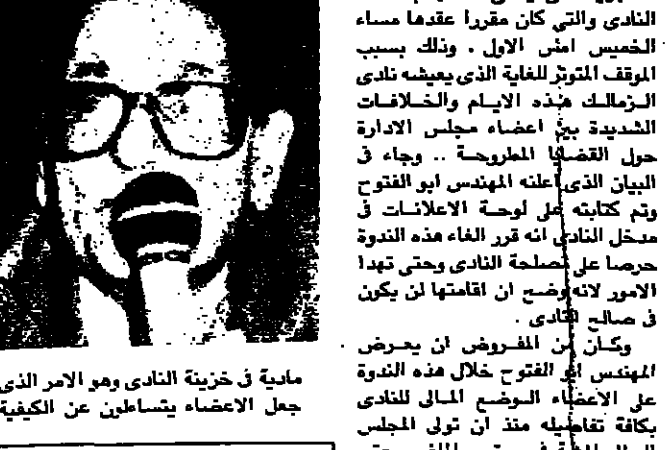 النادى والتي كان مقررا عقدها مساء
الخميس امس الاول . وذلك بسبب
الموقف المتوتر للغاية الذى يعيشه نادى
الزمالك هذه الايام والخلافات
الشديدة بين اعضاء مجلس الادارة
حول القضايا المطروحة .. وجاء فى
البيان الذى اعلنه المهندس ابو الفتوح
وتم كتابته على لوحة الاعلانات فى
مدخل النادى انه قرر الغاء هذه الندوة
حرصا على مصلحة النادى وحتى تهدا
الامور لانه وضح ان اقامتها لن يكون
فى صالح النادى .
وكان من المفروض ان يعرض
المهندس ابو الفتوح خلال هذه الندوة
على الاعضاء الوضع المالى للنادى
بكافة تفاصيله منذ ان تولى المجلس
مادية فى خزينة النادى وهو الامر الذى
جعل الاعضاء يتساءلون عن الكيفية